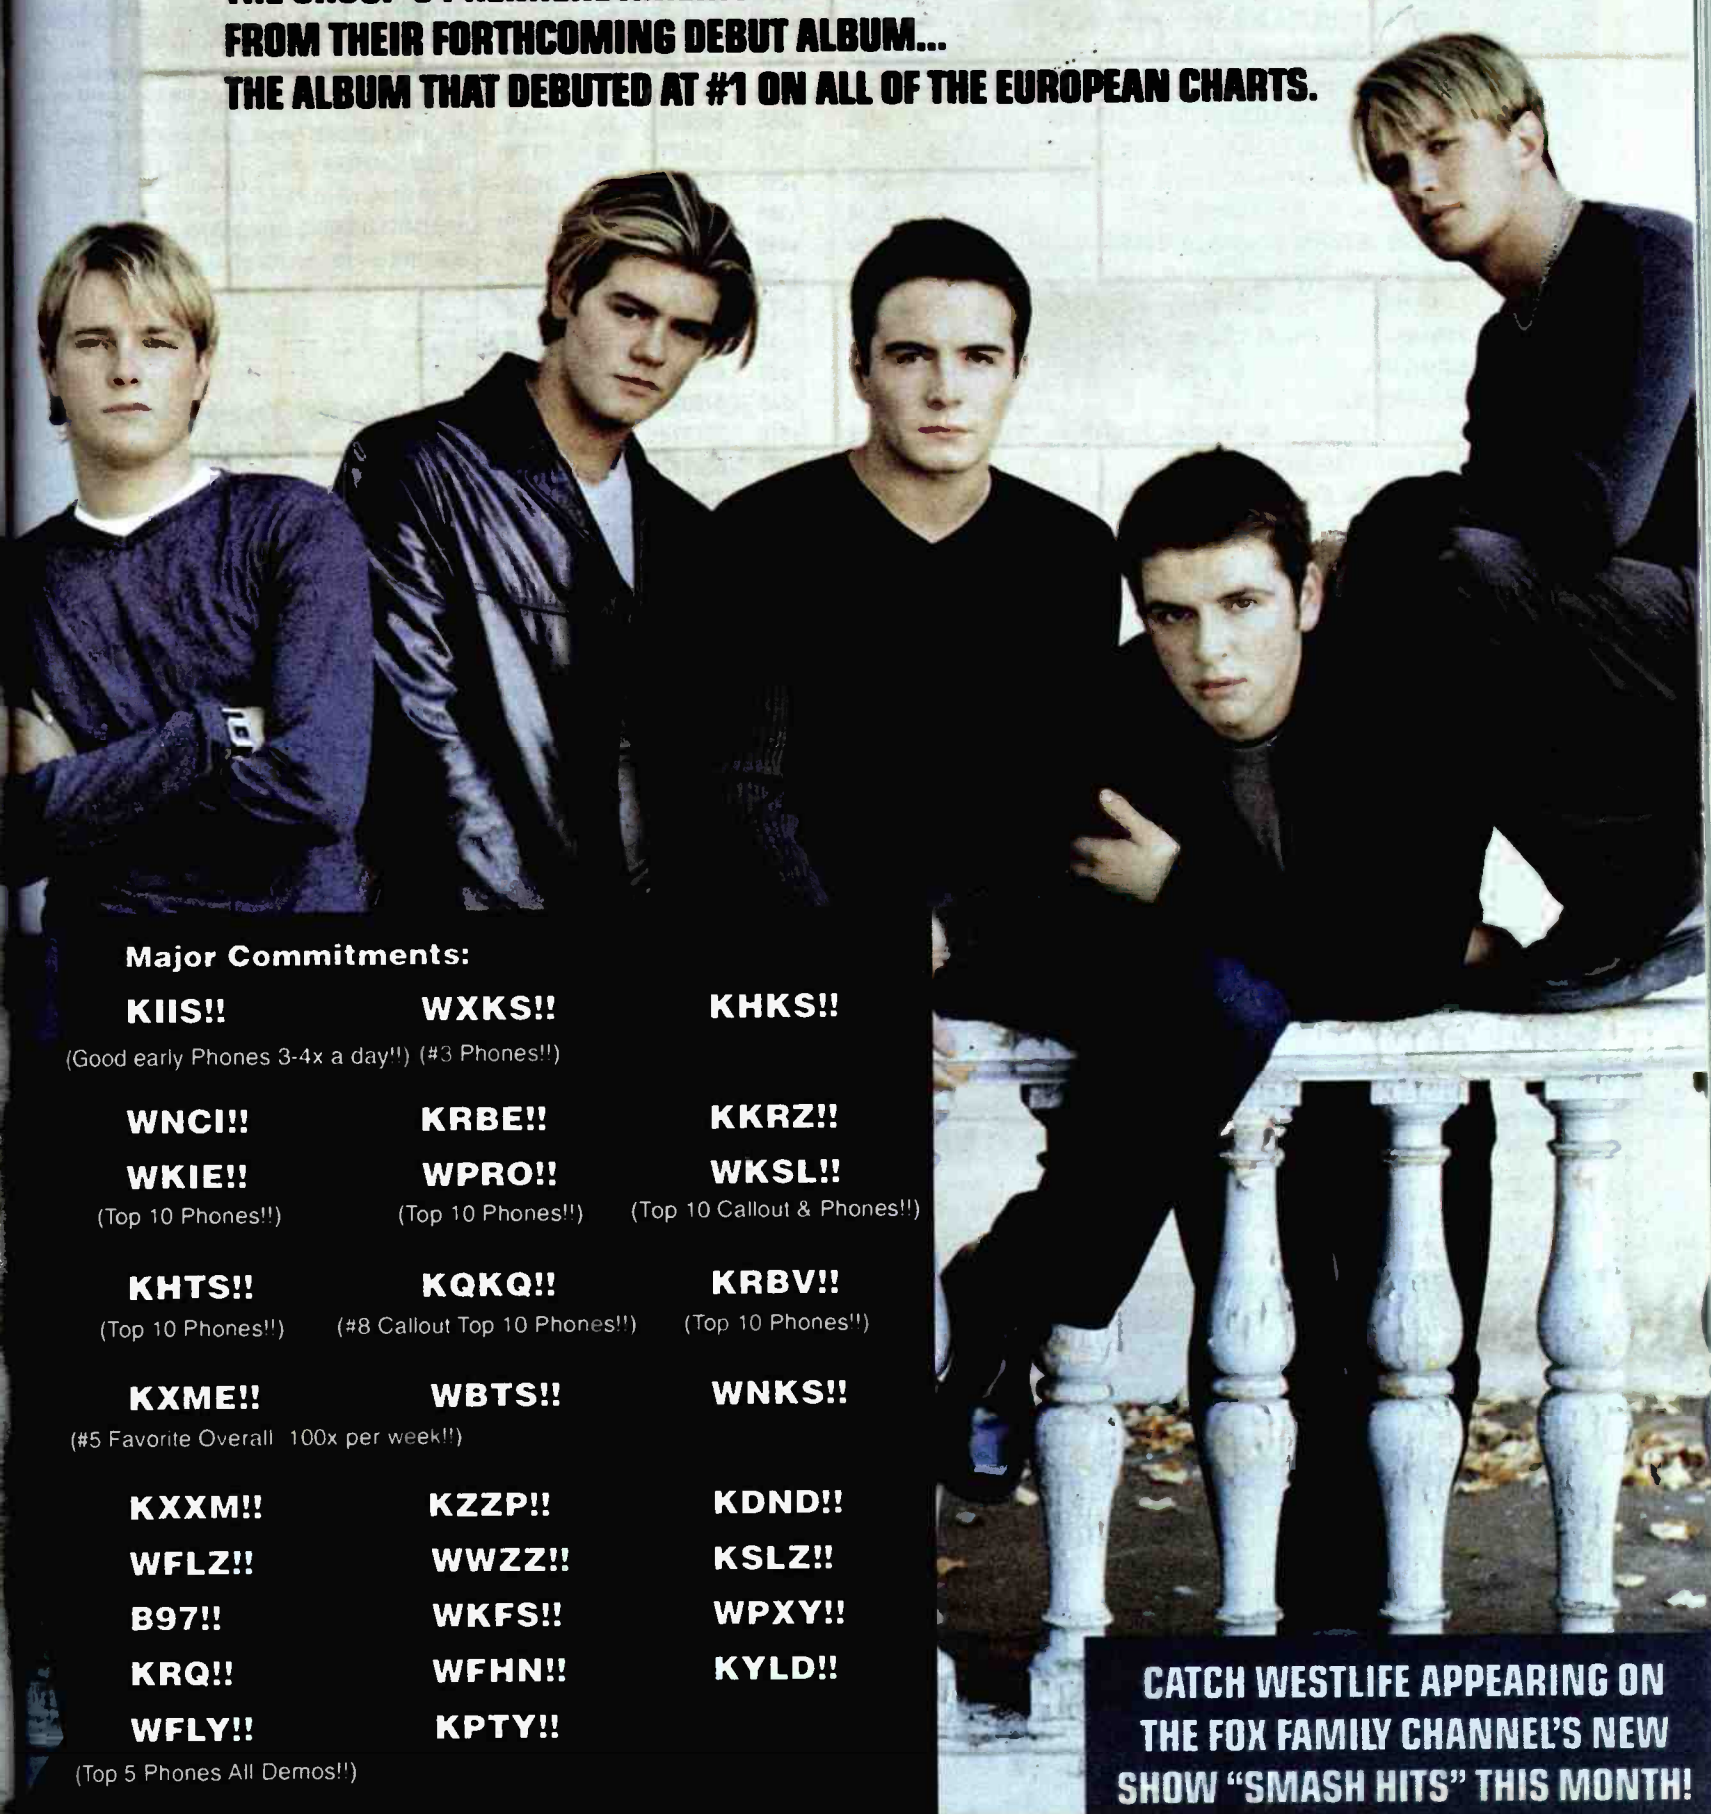 FROM THEIR FORTHCOMING DEBUT ALBUM...
THE ALBUM THAT DEBUTED AT #1 ON ALL OF THE EUROPEAN CHARTS.
Major Commitments:
KIIS!! WXKS!! KHKS!!
(Good early Phones 3-4x a day!!) (#3 Phones!!)
WNCI!! KRBE!! KKRZ!!
WKIE!! WPRO!! WKSL!!
(Top 10 Phones!!) (Top 10 Phones!!) (Top 10 Callout & Phones!!)
KHTS!! KQKQ!! KRBV!!
(Top 10 Phones!!) (#8 Callout Top 10 Phones!!) (Top 10 Phones!!)
KXME!! WBTS!! WNKS!!
(#5 Favorite Overall 100x per week!!)
KXXM!! KZZP!! KDND!!
WFLZ!! WWZZ!! KSLZ!!
B97!! WKFS!! WPXY!!
KRQ!! WFHN!! KYLD!!
WFLY!! KPTY!!
(Top 5 Phones All Demos!!)
CATCH WESTLIFE APPEARING ON
THE FOX FAMILY CHANNEL'S NEW
SHOW “SMASH HITS” THIS MONTH!